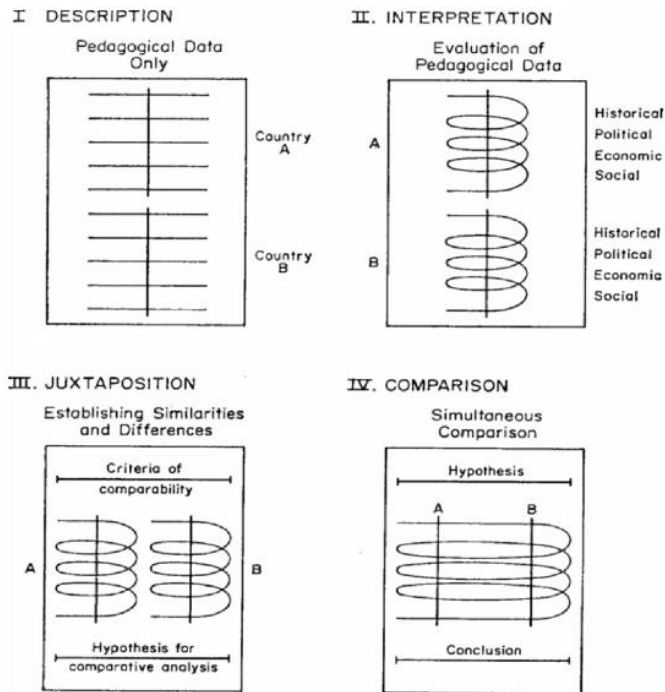 I DESCRIPTION
Pedagogical Data
Only
Country
A
Country
B
II. INTERPRETATION
Evaluation of
Pedagogical Data
A
Historical
Political
Economic
Social
B
Historical
Political
Economic
Social
III. JUXTAPOSITION
Establishing Similarities
and Differences
Criteria of
comparability
A
B
Hypothesis for
comparative analysis
IV. COMPARISON
Simultaneous
Comparison
Hypothesis
A B
Conclusion